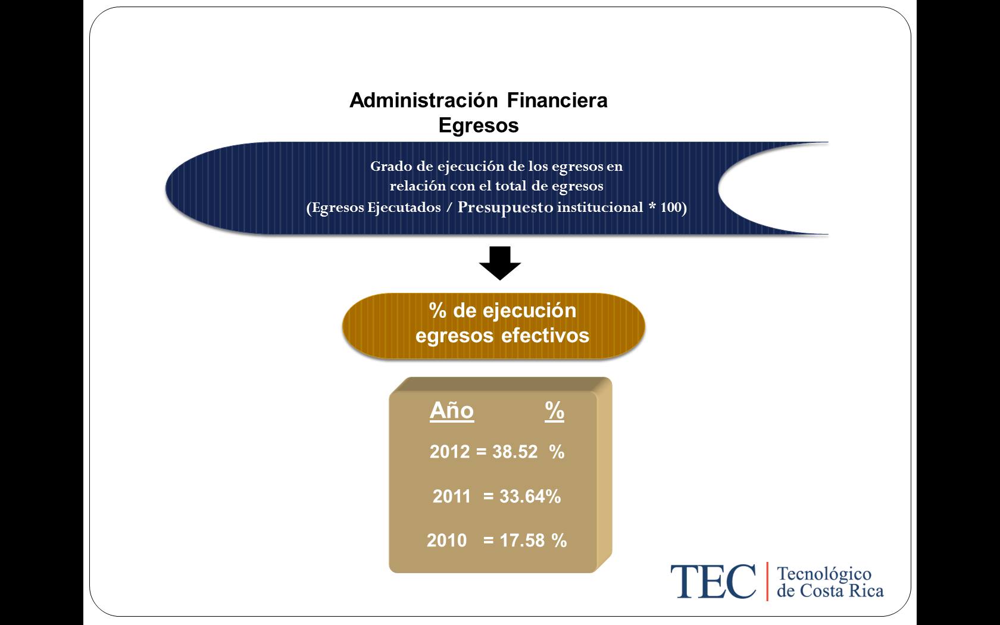 Administración Financiera
Egresos
Grado de ejecución de los egresos en
relación con el total de egresos
(Egresos Ejecutados / Presupuesto institucional * 100)
% de ejecución
egresos efectivos
Año %
2012 = 38.52 %
2011 = 33.64%
2010 = 17.58 %
TEC | Tecnológico
de Costa Rica